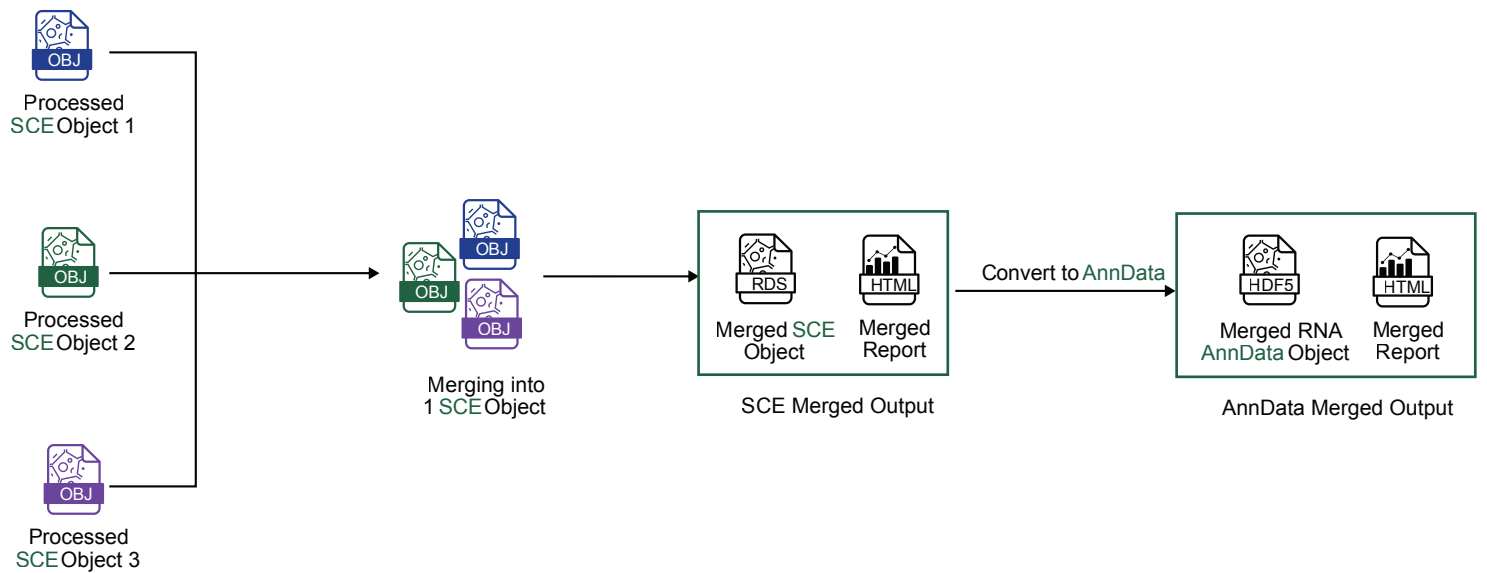 OBJ
Processed
SCE Object 1
OBJ
Processed
SCE Object 2
OBJ
Processed
SCE Object 3
OBJ
OBJ
OBJ
Merging into
1 SCE Object
RDS
Merged SCE
Object
HTML
Merged
Report
SCE Merged Output
Convert to AnnData
HDF5
Merged RNA
AnnData Object
HTML
Merged
Report
AnnData Merged Output